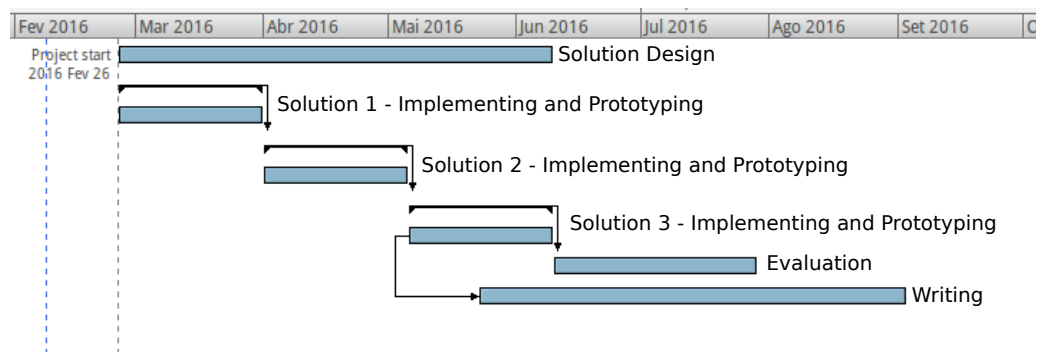 Fev 2016 Mar 2016 Abr 2016 Mai 2016 Jun 2016 Jul 2016 Ago 2016 Set 2016
Project start
2016 Fev 26
Solution Design
Solution 1 - Implementing and Prototyping
Solution 2 - Implementing and Prototyping
Solution 3 - Implementing and Prototyping
Evaluation
Writing